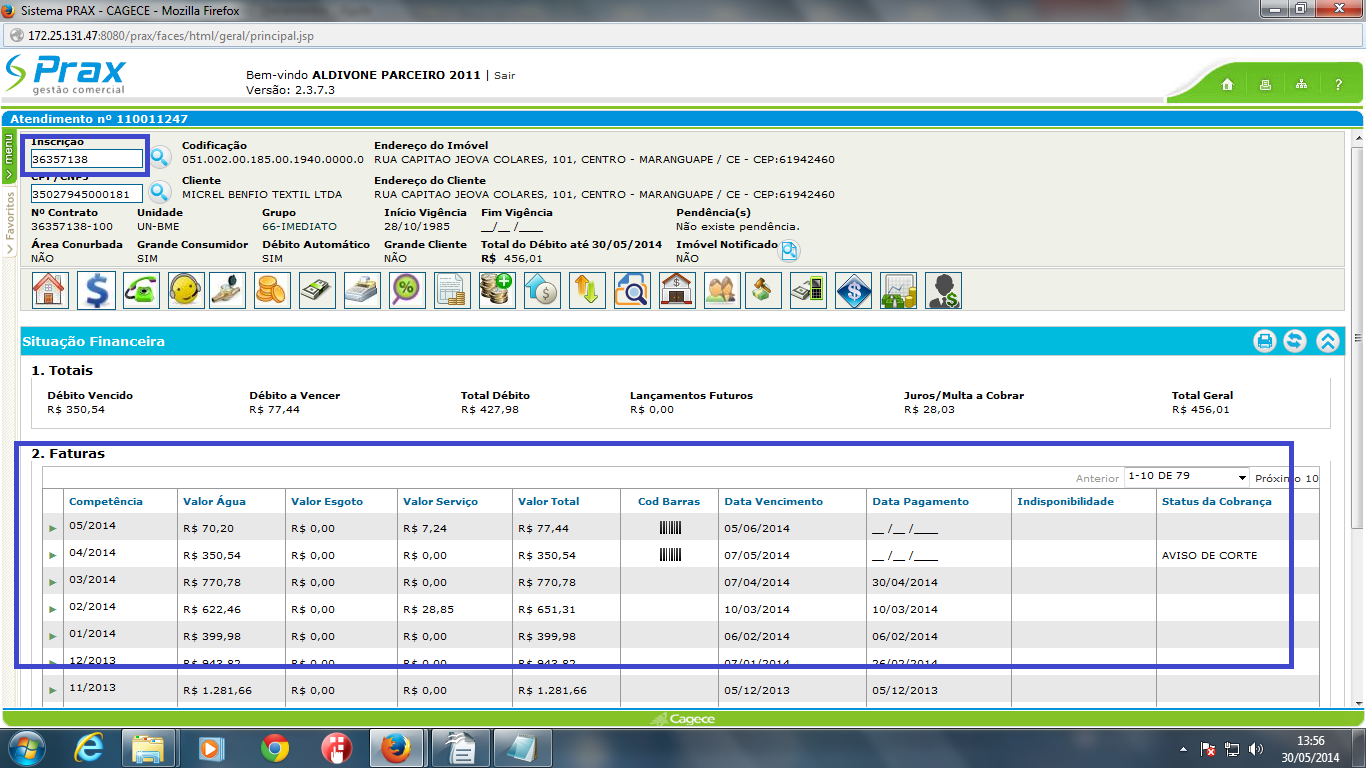 Sistema PRAX - CAGECE - Mozilla Firefox
172.25.131.47:8080/prax/faces/html/geral/principal.jsp
Prax
gestão comercial
Bem-vindo ALDIVONE PARCEIRO 2011 | Sair
Versão: 2.3.7.3
?
Atendimento nº 110011247
menu
Favoritos
Inscrição Codificação Endereço do Imóvel
36357138 051.002.00.185.00.1940.0000.0 RUA CAPITAO JEOVA COLARES, 101, CENTRO - MARANGUAPE / CE - CEP:61942460
CPF/CNPJ Cliente Endereço do Cliente
35027945000181 MICREL BENFIO TEXTIL LTDA RUA CAPITAO JEOVA COLARES, 101, CENTRO - MARANGUAPE / CE - CEP:61942460
Nº Contrato Unidade Grupo Início Vigência Fim Vigência Pendência(s)
36357138-100 UN-BME 66-IMEDIATO 28/10/1985 __/__ /____ Não existe pendência.
Área Conurbada Grande Consumidor Débito Automático Grande Cliente Total do Débito até 30/05/2014 Imóvel Notificado
NÃO SIM SIM NÃO R$ 456,01 NÃO
Situação Financeira
1. Totais
Débito Vencido Débito a Vencer Total Débito Lançamentos Futuros Juros/Multa a Cobrar Total Geral
R$ 350,54 R$ 77,44 R$ 427,98 R$ 0,00 R$ 28,03 R$ 456,01
2. Faturas
Anterior 1-10 DE 79 Próximo 10
Competência Valor Água Valor Esgoto Valor Serviço Valor Total Cod Barras Data Vencimento Data Pagamento Indisponibilidade Status da Cobrança
05/2014 R$ 70,20 R$ 0,00 R$ 7,24 R$ 77,44 05/06/2014 __ /__ /____
04/2014 R$ 350,54 R$ 0,00 R$ 0,00 R$ 350,54 07/05/2014 __ /__ /____ AVISO DE CORTE
03/2014 R$ 770,78 R$ 0,00 R$ 0,00 R$ 770,78 07/04/2014 30/04/2014
02/2014 R$ 622,46 R$ 0,00 R$ 28,85 R$ 651,31 10/03/2014 10/03/2014
01/2014 R$ 399,98 R$ 0,00 R$ 0,00 R$ 399,98 06/02/2014 06/02/2014
12/2013 R$ 943,82 R$ 0,00 R$ 0,00 R$ 943,82 07/01/2014 26/02/2014
11/2013 R$ 1.281,66 R$ 0,00 R$ 0,00 R$ 1.281,66 05/12/2013 05/12/2013
Cagece
13:56
30/05/2014